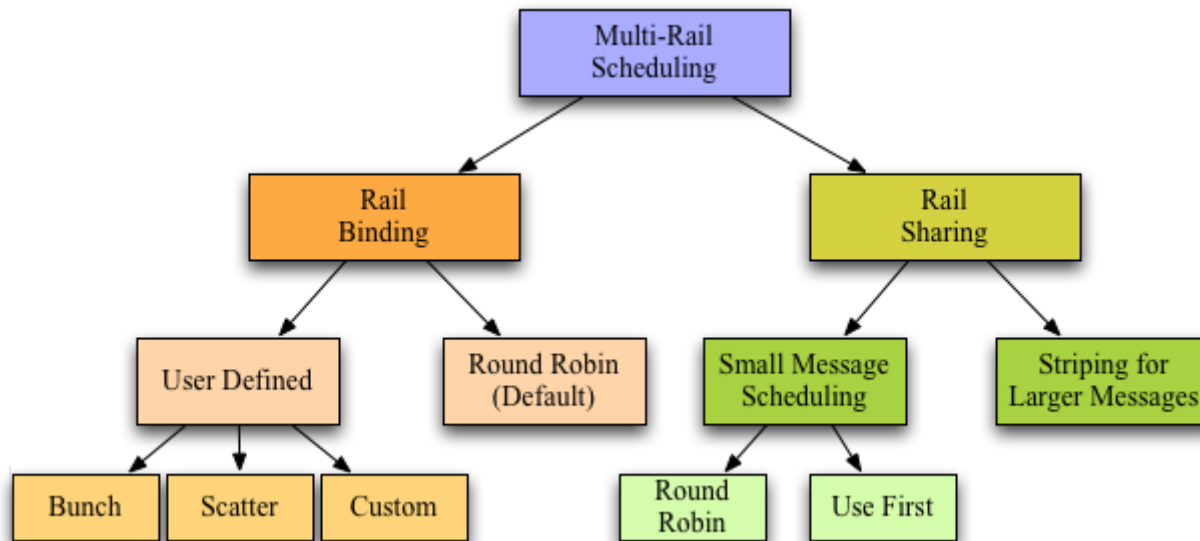 Multi-Rail
Scheduling
Rail
Binding
Rail
Sharing
User Defined
Round Robin
(Default)
Small Message
Scheduling
Striping for
Larger Messages
Bunch
Scatter
Custom
Round
Robin
Use First